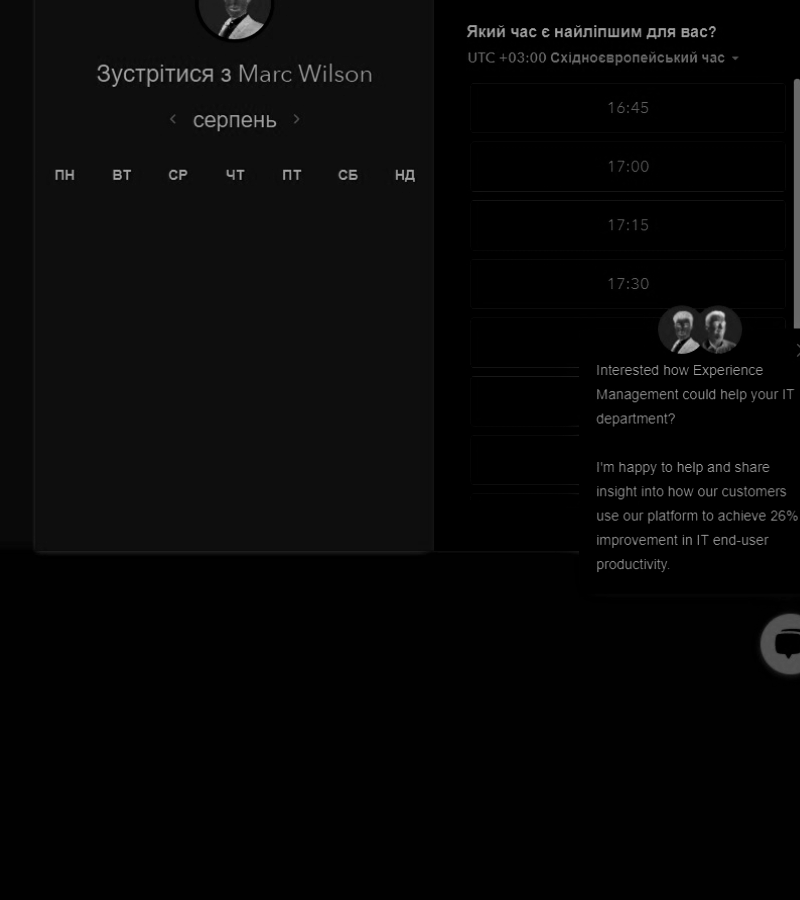 Зустрітися з Marc Wilson
серпень
ПН ВТ СР ЧТ ПТ СБ НД
Який час є найліпшим для вас?
UTC +03:00 Східноєвропейський час
16:45
17:00
17:15
17:30
Interested how Experience
Management could help your IT
department?
I'm happy to help and share
insight into how our customers
use our platform to achieve 26%
improvement in IT end-user
productivity.